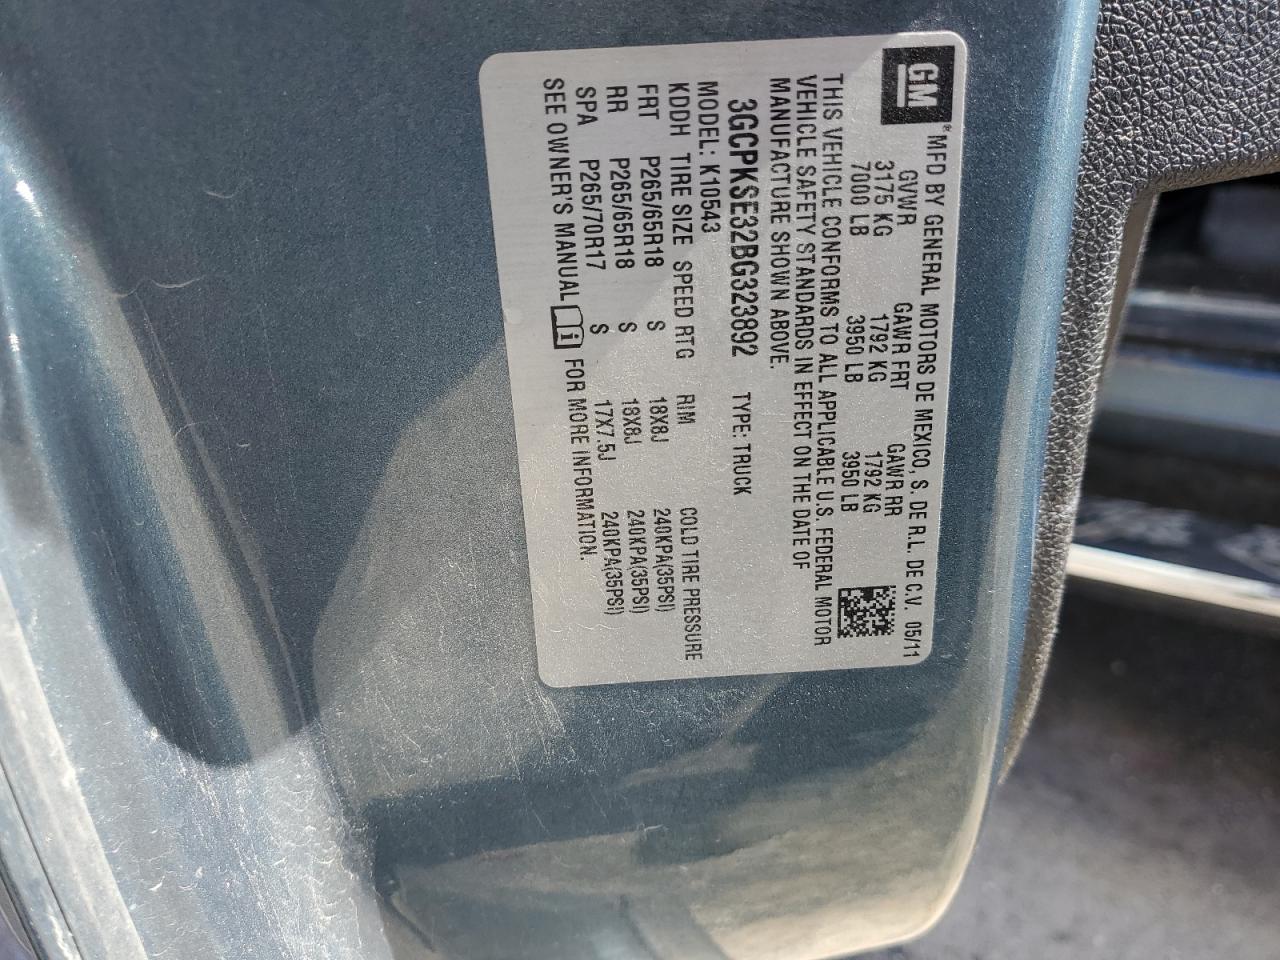 GM
*MFD BY GENERAL MOTORS DE MEXICO, S. DE R.L. DE C.V. 05/11
GVWR GAWR FRT GAWR RR
3175 KG 1792 KG 1792 KG
7000 LB 3950 LB 3950 LB
THIS VEHICLE CONFORMS TO ALL APPLICABLE U.S. FEDERAL MOTOR
VEHICLE SAFETY STANDARDS IN EFFECT ON THE DATE OF
MANUFACTURE SHOWN ABOVE.
3GCPKSE32BG323892 TYPE: TRUCK
MODEL: K10543
KDDH TIRE SIZE SPEED RTG RIM COLD TIRE PRESSURE
FRT P265/65R18 S 18X8J 240KPA(35PSI)
RR P265/65R18 S 18X8J 240KPA(35PSI)
SPA P265/70R17 S 17X7.5J 240KPA(35PSI)
SEE OWNER'S MANUAL i FOR MORE INFORMATION.